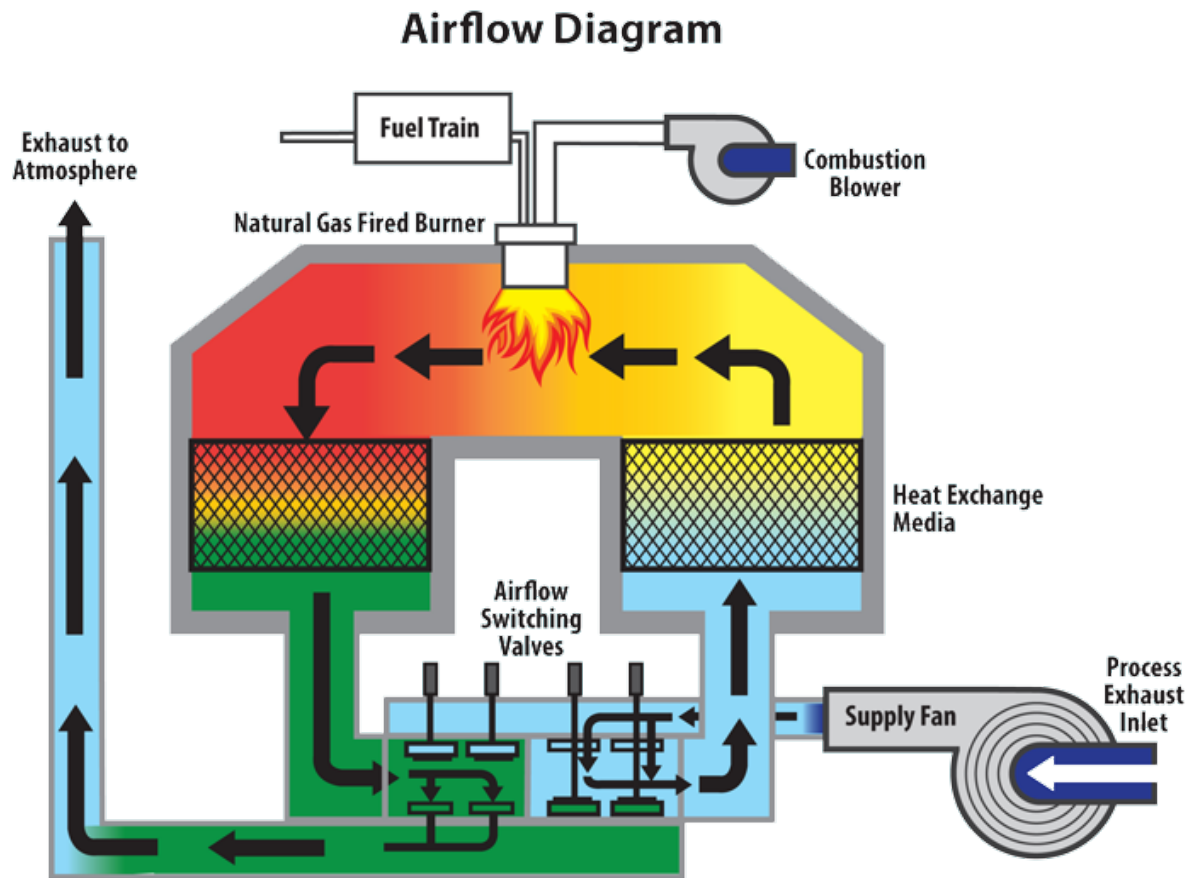 Airflow Diagram
Fuel Train
Exhaust to
Atmosphere
Combustion
Blower
Natural Gas Fired Burner
Heat Exchange
Media
Airflow
Switching
Valves
Process
Exhaust
Inlet
Supply Fan